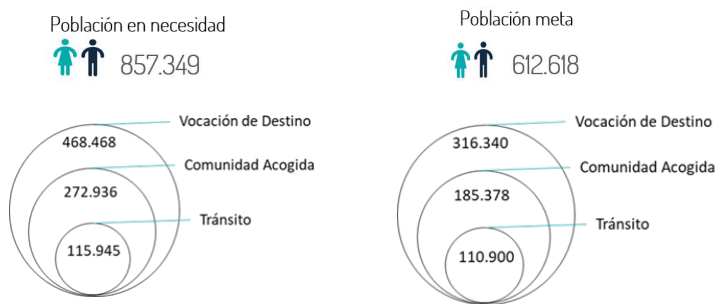 Población en necesidad
857.349
Vocación de Destino
468.468
Comunidad Acogida
272.936
Tránsito
115.945
Población meta
612.618
Vocación de Destino
316.340
Comunidad Acogida
185.378
Tránsito
110.900